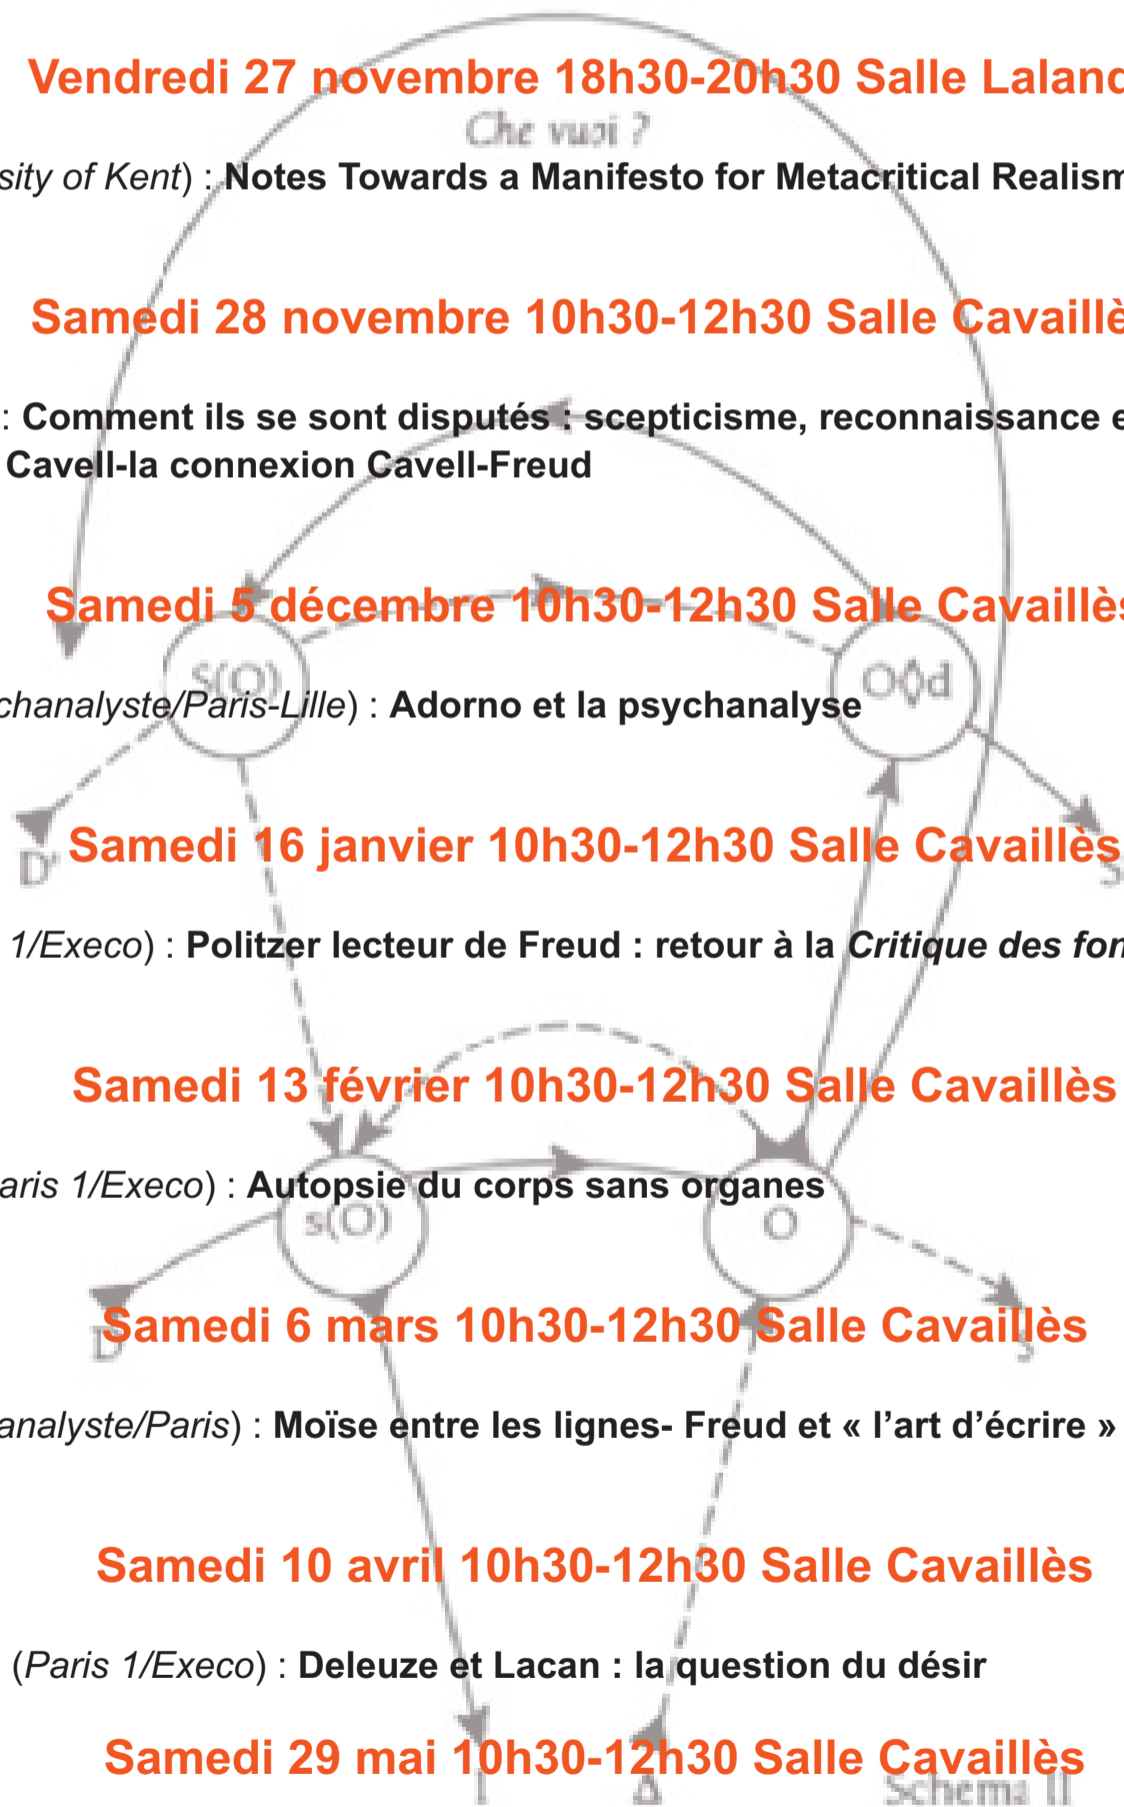 Vendredi 27 novembre 18h30-20h30 Salle Laland
Che vuoi ?
sity of Kent) : Notes Towards a Manifesto for Metacritical Realism
Samedi 28 novembre 10h30-12h30 Salle Cavaillè
: Comment ils se sont disputés : scepticisme, reconnaissance e
Cavell-la connexion Cavell-Freud
Samedi 5 décembre 10h30-12h30 Salle Cavaillès
S(O) O◊d
chanalyste/Paris-Lille) : Adorno et la psychanalyse
Samedi 16 janvier 10h30-12h30 Salle Cavaillès
D' S
1/Execo) : Politzer lecteur de Freud : retour à la Critique des fon
Samedi 13 février 10h30-12h30 Salle Cavaillès
aris 1/Execo) : Autopsie du corps sans organes
s(O) O
Samedi 6 mars 10h30-12h30 Salle Cavaillès
D s
analyste/Paris) : Moïse entre les lignes- Freud et « l’art d’écrire »
Samedi 10 avril 10h30-12h30 Salle Cavaillès
(Paris 1/Execo) : Deleuze et Lacan : la question du désir
Samedi 29 mai 10h30-12h30 Salle Cavaillès
I Δ Schema II